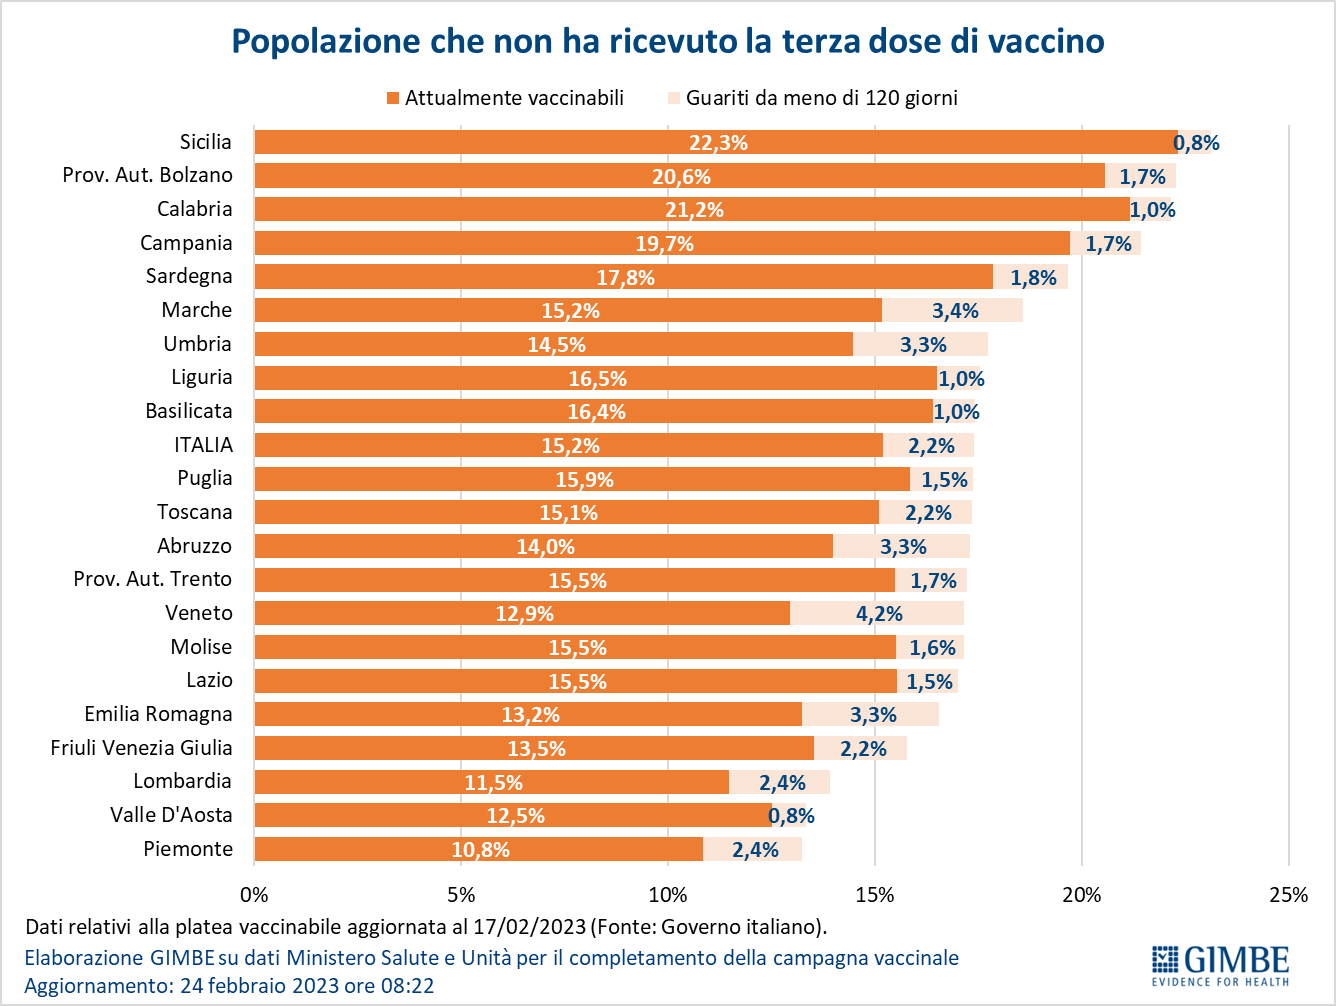 Popolazione che non ha ricevuto la terza dose di vaccino
Attualmente vaccinabili Guariti da meno di 120 giorni
Sicilia 22,3% 0,8%
Prov. Aut. Bolzano 20,6% 1,7%
Calabria 21,2% 1,0%
Campania 19,7% 1,7%
Sardegna 17,8% 1,8%
Marche 15,2% 3,4%
Umbria 14,5% 3,3%
Liguria 16,5% 1,0%
Basilicata 16,4% 1,0%
ITALIA 15,2% 2,2%
Puglia 15,9% 1,5%
Toscana 15,1% 2,2%
Abruzzo 14,0% 3,3%
Prov. Aut. Trento 15,5% 1,7%
Veneto 12,9% 4,2%
Molise 15,5% 1,6%
Lazio 15,5% 1,5%
Emilia Romagna 13,2% 3,3%
Friuli Venezia Giulia 13,5% 2,2%
Lombardia 11,5% 2,4%
Valle D'Aosta 12,5% 0,8%
Piemonte 10,8% 2,4%
0% 5% 10% 15% 20% 25%
Dati relativi alla platea vaccinabile aggiornata al 17/02/2023 (Fonte: Governo italiano).
Elaborazione GIMBE su dati Ministero Salute e Unità per il completamento della campagna vaccinale
Aggiornamento: 24 febbraio 2023 ore 08:22
GIMBE
EVIDENCE FOR HEALTH